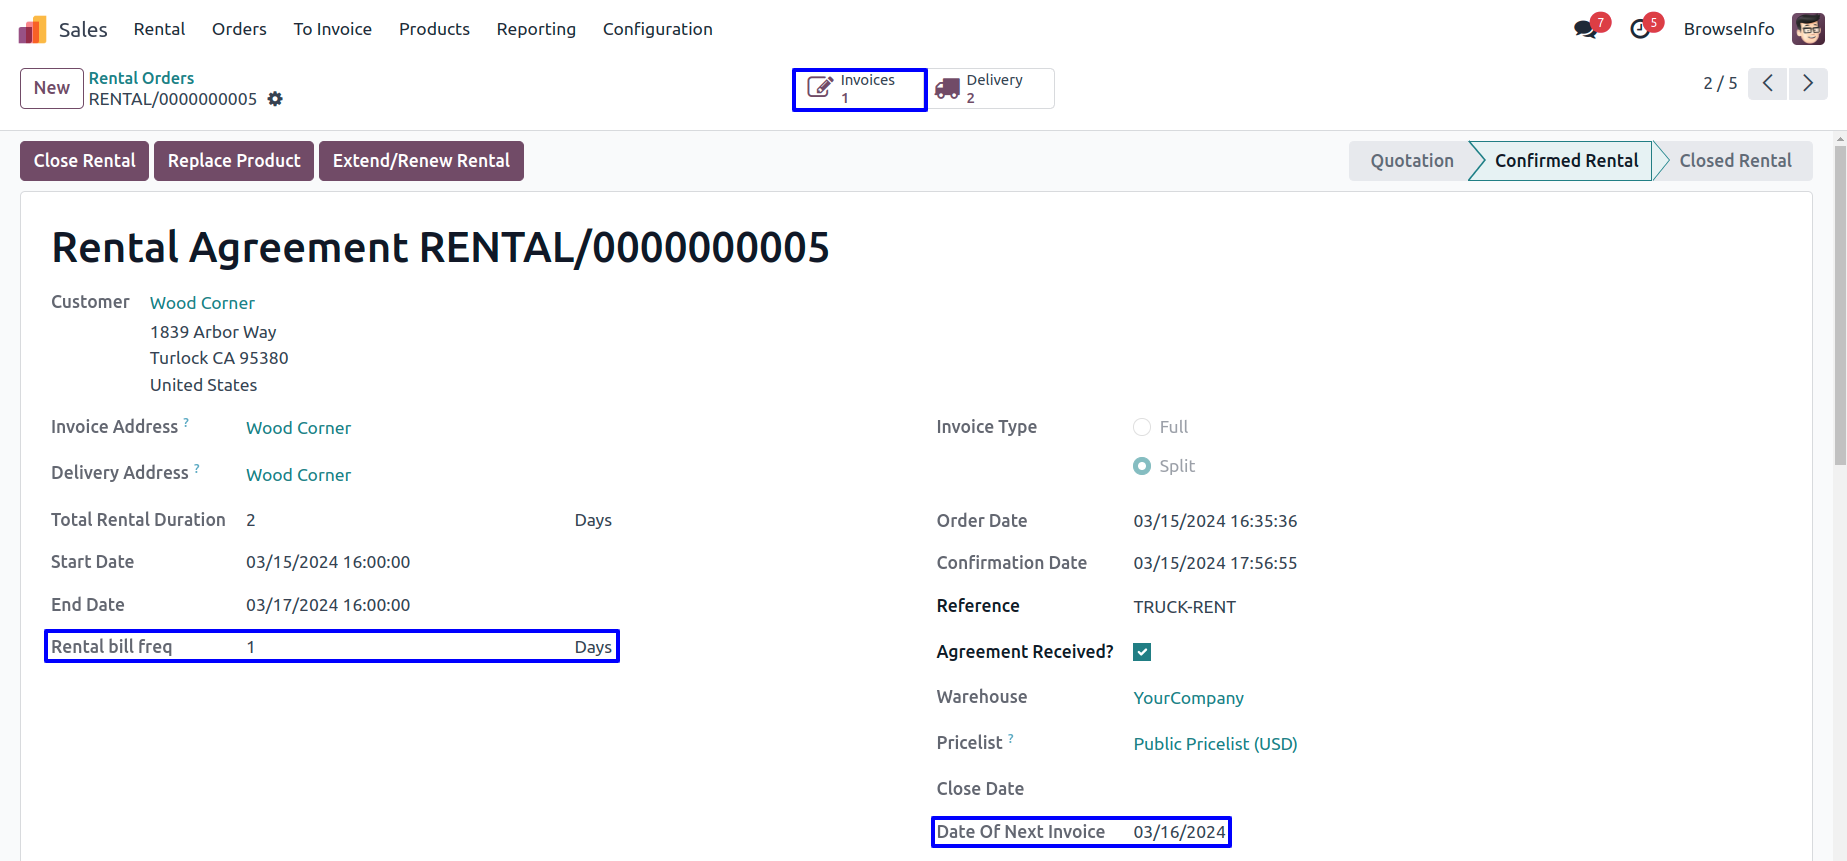 Sales Rental Orders To Invoice Products Reporting Configuration 7 5 BrowseInfo
New Rental Orders Invoices Delivery 2 / 5
RENTAL/0000000005 1 2
Close Rental Replace Product Extend/Renew Rental Quotation Confirmed Rental Closed Rental
Rental Agreement RENTAL/0000000005
Customer Wood Corner
1839 Arbor Way
Turlock CA 95380
United States
Invoice Address ? Wood Corner Invoice Type Full
Split
Delivery Address ? Wood Corner
Total Rental Duration 2 Days Order Date 03/15/2024 16:35:36
Start Date 03/15/2024 16:00:00 Confirmation Date 03/15/2024 17:56:55
End Date 03/17/2024 16:00:00 Reference TRUCK-RENT
Rental bill freq 1 Days Agreement Received?
Warehouse YourCompany
Pricelist ? Public Pricelist (USD)
Close Date
Date Of Next Invoice 03/16/2024